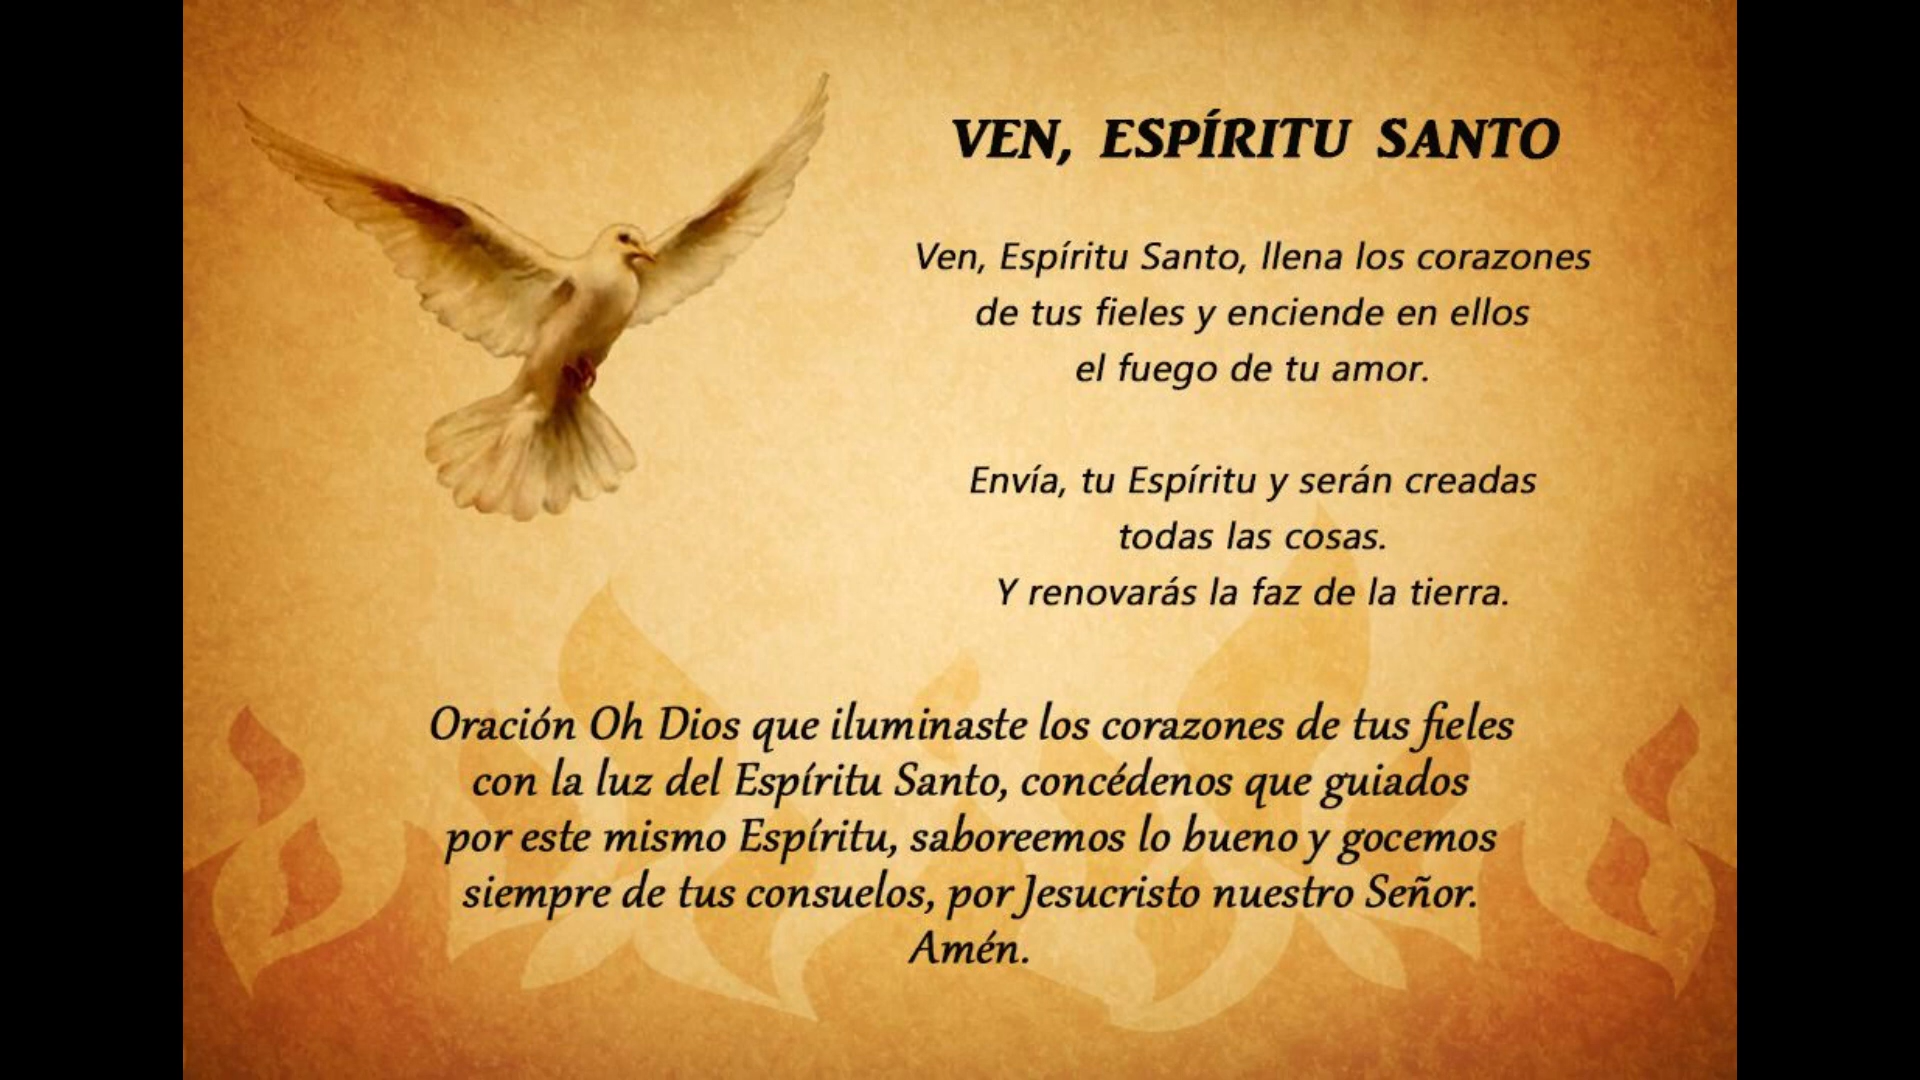 VEN, ESPÍRITU SANTO
Ven, Espíritu Santo, llena los corazones
de tus fieles y enciende en ellos
el fuego de tu amor.
Envía, tu Espíritu y serán creadas
todas las cosas.
Y renovarás la faz de la tierra.
Oración Oh Dios que iluminaste los corazones de tus fieles
con la luz del Espíritu Santo, concédenos que guiados
por este mismo Espíritu, saboreemos lo bueno y gocemos
siempre de tus consuelos, por Jesucristo nuestro Señor.
Amén.